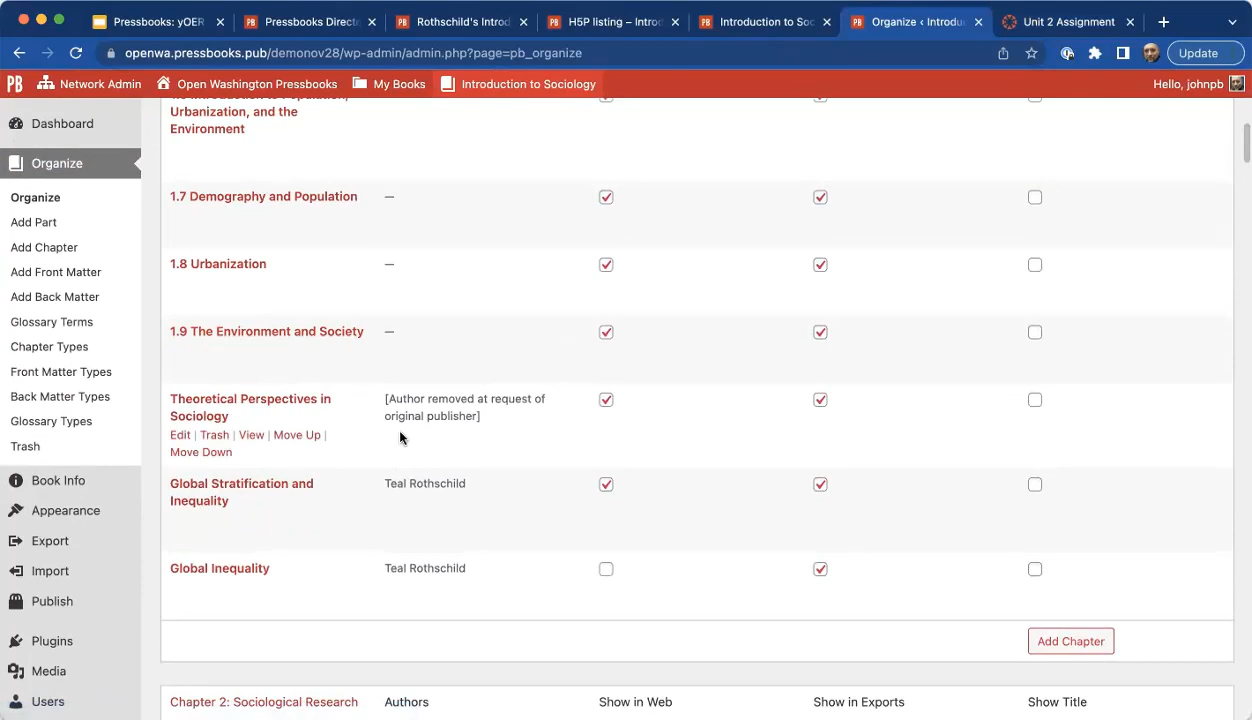 Pressbooks: yOER
Pressbooks Direct
Rothschild's Introd
H5P listing – Introd
Introduction to Soc
Organize ‹ Introdu
Unit 2 Assignment
openwa.pressbooks.pub/demonov28/wp-admin/admin.php?page=pb_organize
Update
PB Network Admin Open Washington Pressbooks My Books Introduction to Sociology Hello, johnpb
Dashboard
Organize
Organize
Add Part
Add Chapter
Add Front Matter
Add Back Matter
Glossary Terms
Chapter Types
Front Matter Types
Back Matter Types
Glossary Types
Trash
Book Info
Appearance
Export
Import
Publish
Plugins
Media
Users
Urbanization, and the
Environment
1.7 Demography and Population —
1.8 Urbanization —
1.9 The Environment and Society —
Theoretical Perspectives in
Sociology
Edit | Trash | View | Move Up |
Move Down
[Author removed at request of
original publisher]
Global Stratification and
Inequality
Teal Rothschild
Global Inequality Teal Rothschild
Add Chapter
Chapter 2: Sociological Research Authors Show in Web Show in Exports Show Title